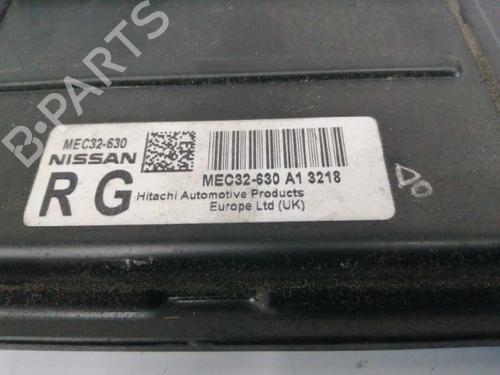 MEC32-630
NISSAN
R G
MEC32-630 A1 3218
Hitachi Automotive Products
Europe Ltd (UK)
B-PARTS